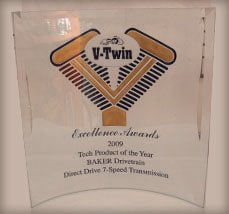 V-Twin
Excellence Awards
2009
Tech Product of the Year
BAKER Drivetrain
Direct Drive 7-Speed Transmission